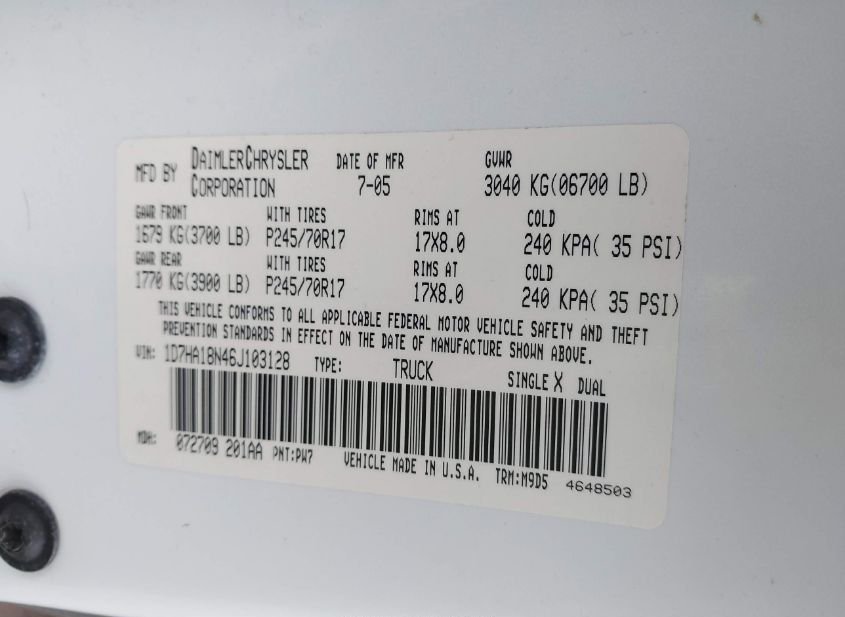 MFD BY DAIMLERCHRYSLER CORPORATION DATE OF MFR 7-05 GVWR 3040 KG(06700 LB)
GAWR FRONT WITH TIRES RIMS AT COLD
1679 KG(3700 LB) P245/70R17 17X8.0 240 KPA( 35 PSI)
GAWR REAR WITH TIRES RIMS AT COLD
1770 KG(3900 LB) P245/70R17 17X8.0 240 KPA( 35 PSI)
THIS VEHICLE CONFORMS TO ALL APPLICABLE FEDERAL MOTOR VEHICLE SAFETY AND THEFT
PREVENTION STANDARDS IN EFFECT ON THE DATE OF MANUFACTURE SHOWN ABOVE.
VIN: 1D7HA18N46J103128 TYPE: TRUCK SINGLE X DUAL
MDH: 072709 201AA PNT:PW7 VEHICLE MADE IN U.S.A. TRM:M9D5 4648503